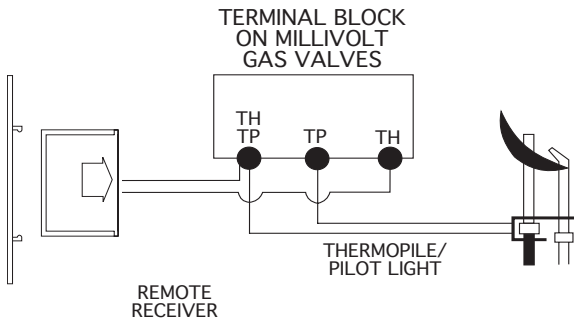 TERMINAL BLOCK
ON MILLIVOLT
GAS VALVES
TH
TP TP TH
THERMOPILE/
PILOT LIGHT
REMOTE
RECEIVER